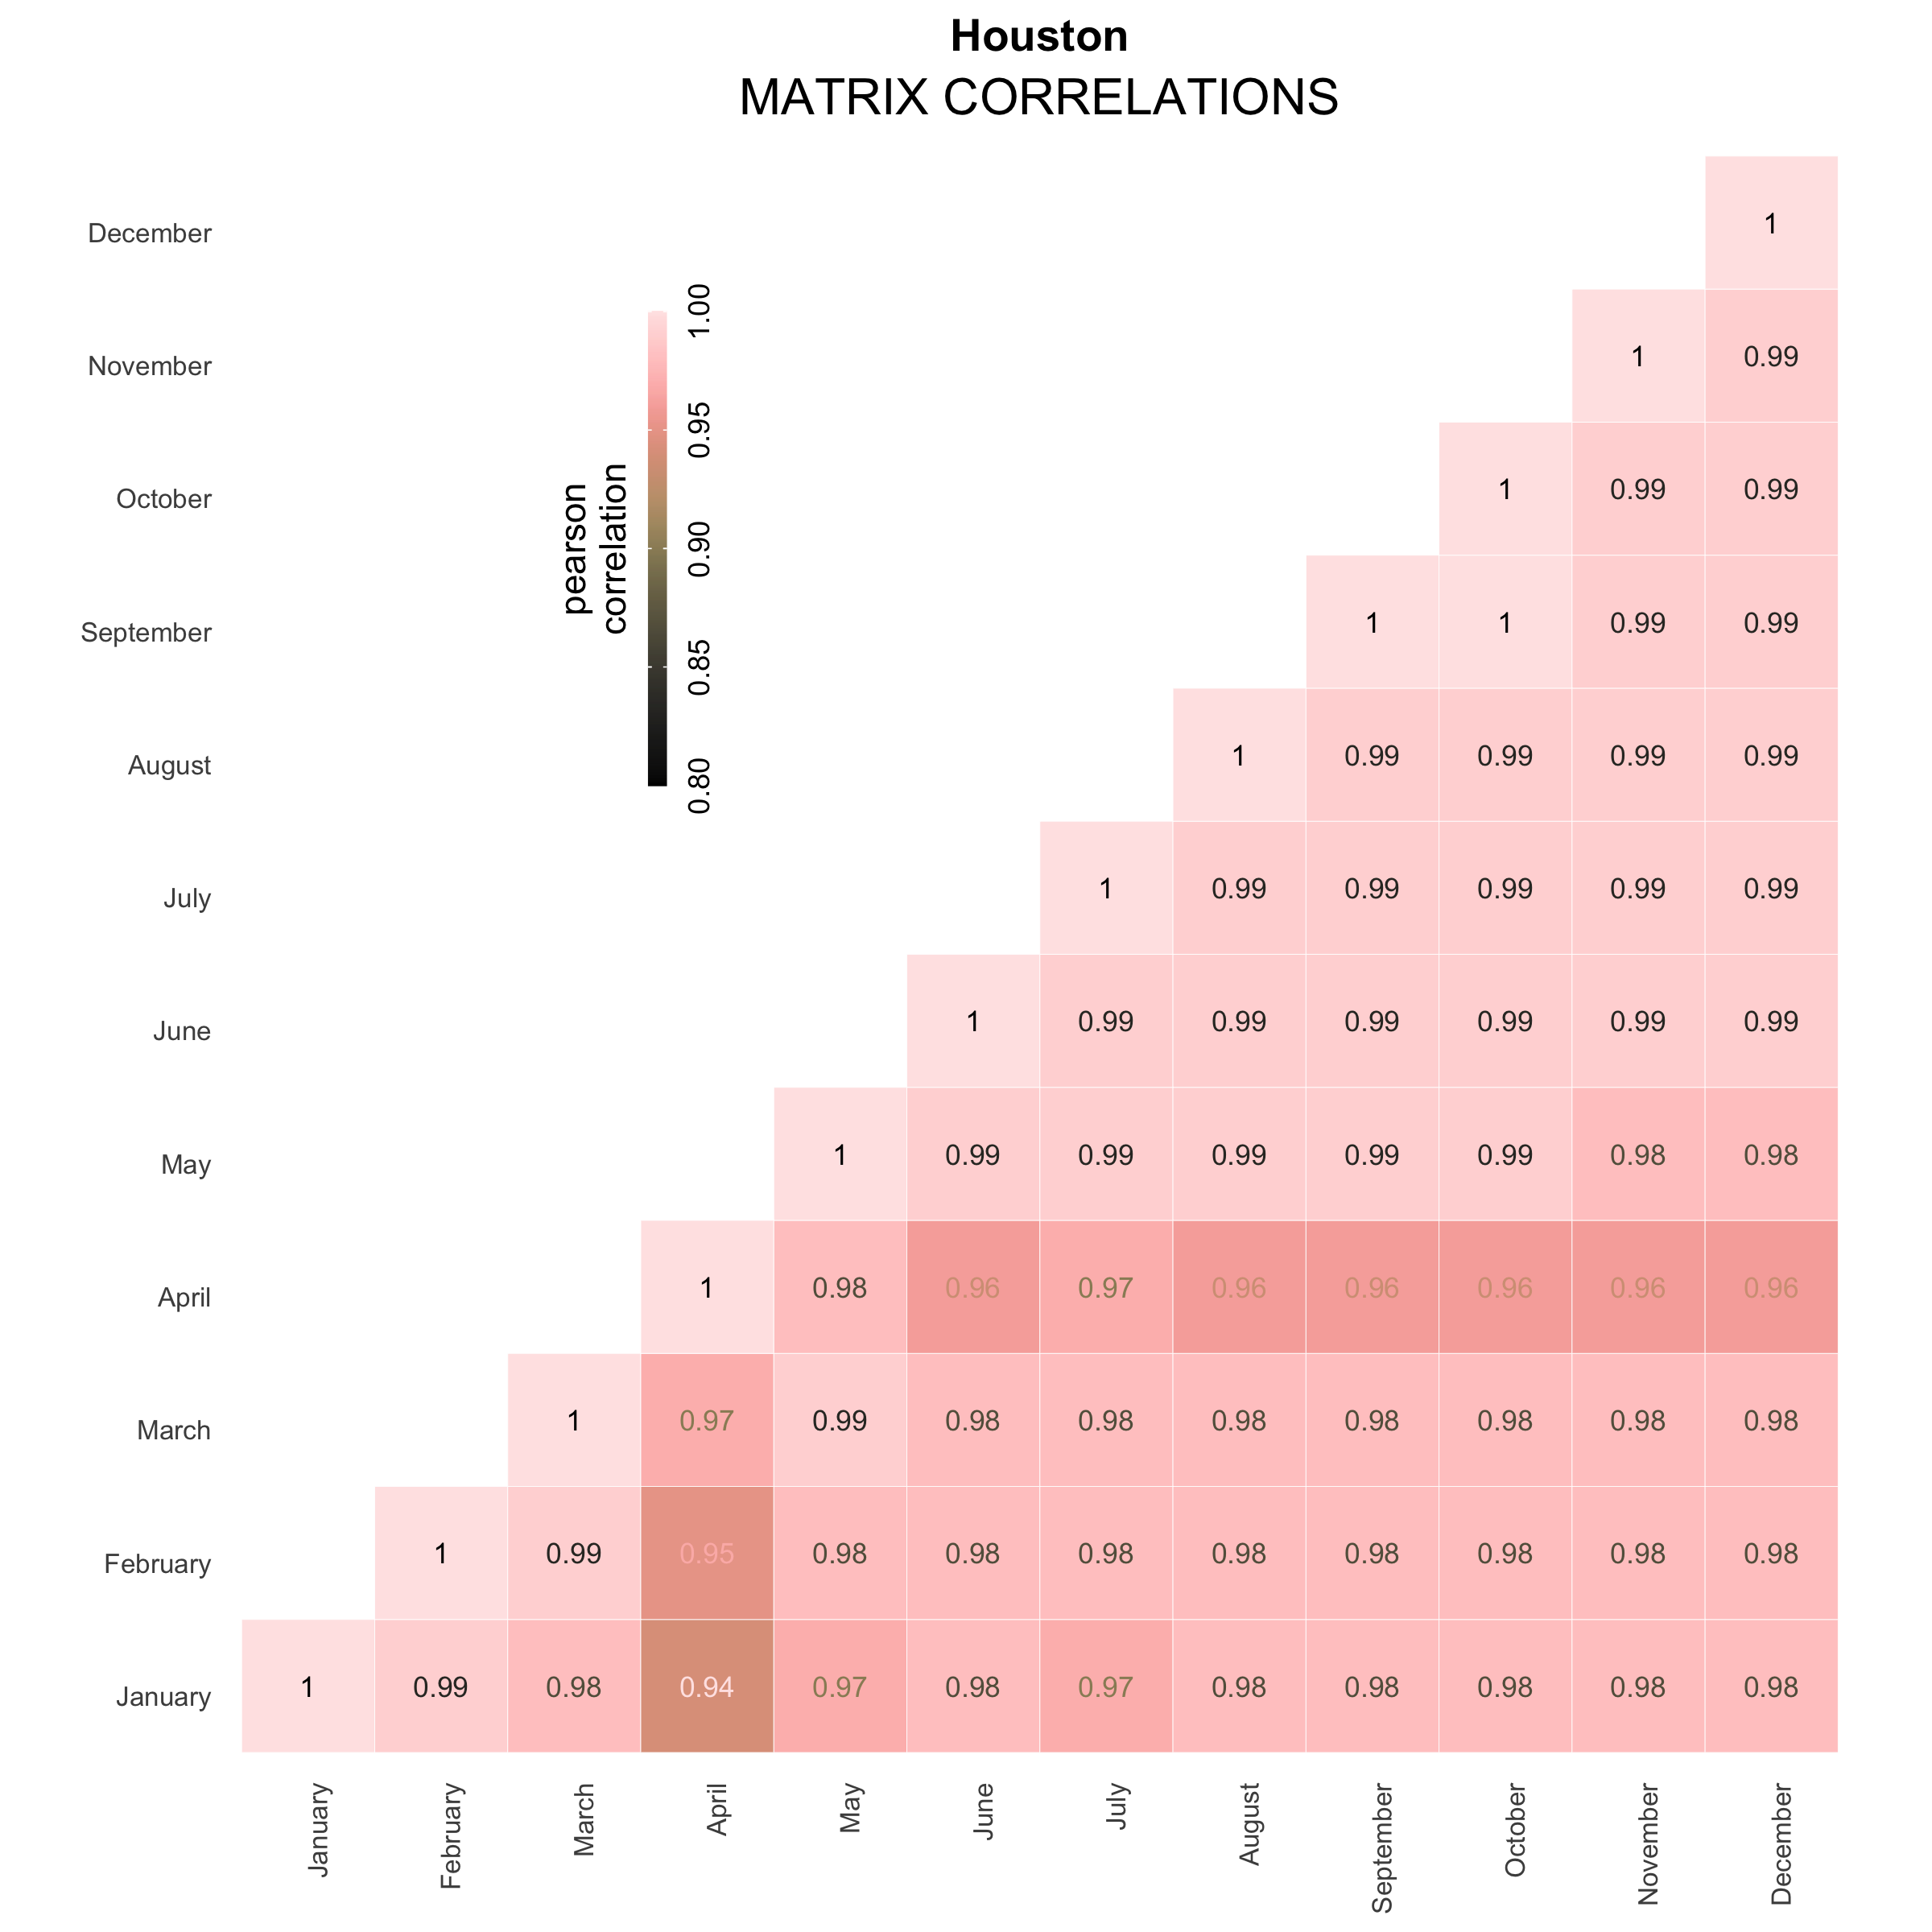 Houston
MATRIX CORRELATIONS
pearson
correlation
1.00
0.95
0.90
0.85
0.80
December 1
November 1 0.99
October 1 0.99 0.99
September 1 1 0.99 0.99
August 1 0.99 0.99 0.99 0.99
July 1 0.99 0.99 0.99 0.99 0.99
June 1 0.99 0.99 0.99 0.99 0.99 0.99
May 1 0.99 0.99 0.99 0.99 0.99 0.98 0.98
April 1 0.98 0.96 0.97 0.96 0.96 0.96 0.96 0.96
March 1 0.97 0.99 0.98 0.98 0.98 0.98 0.98 0.98 0.98
February 1 0.99 0.95 0.98 0.98 0.98 0.98 0.98 0.98 0.98 0.98
January 1 0.99 0.98 0.94 0.97 0.98 0.97 0.98 0.98 0.98 0.98 0.98
January February March April May June July August September October November December